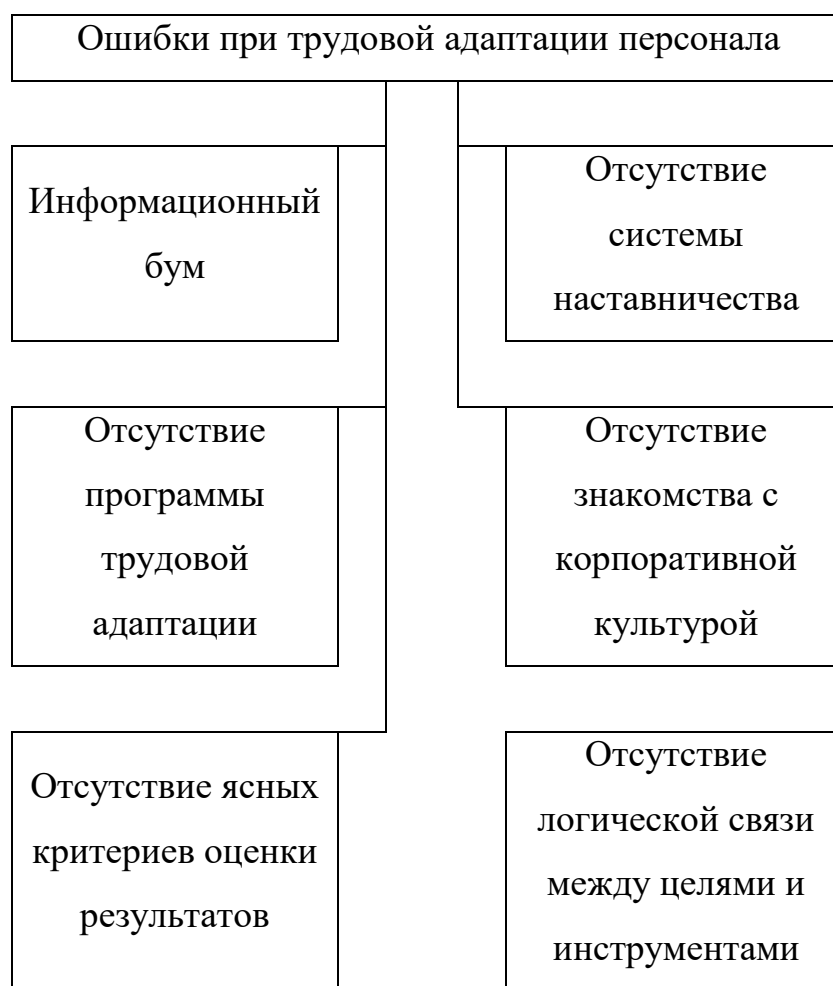 Ошибки при трудовой адаптации персонала
Информационный
бум
Отсутствие
системы
наставничества
Отсутствие
программы
трудовой
адаптации
Отсутствие
знакомства с
корпоративной
культурой
Отсутствие ясных
критериев оценки
результатов
Отсутствие
логической связи
между целями и
инструментами